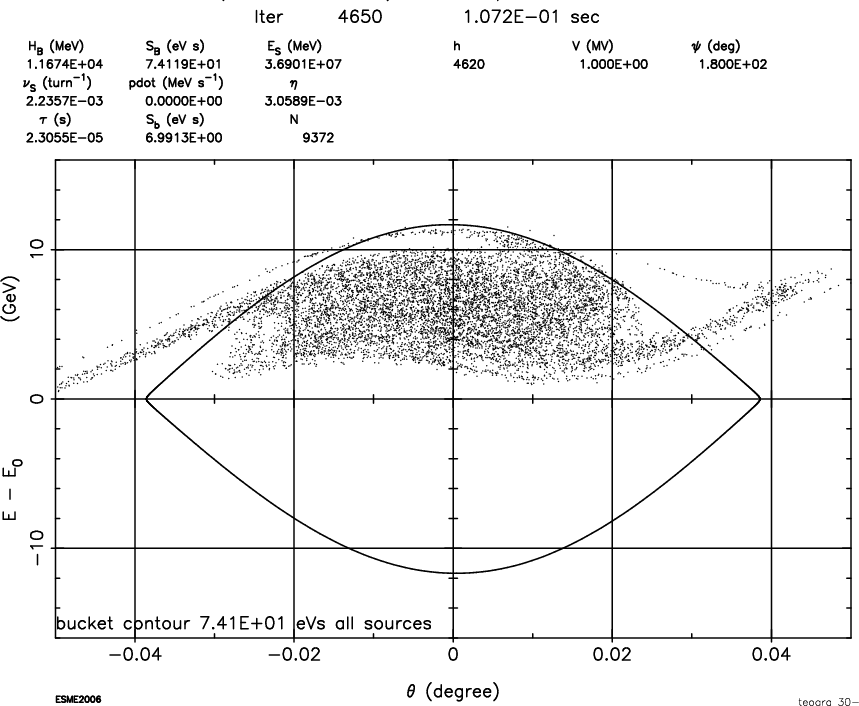 Iter 4650 1.072E-01 sec
H_B (MeV) S_B (eV s) E_S (MeV) h V (MV) ψ (deg)
1.1674E+04 7.4119E+01 3.6901E+07 4620 1.000E+00 1.800E+02
ν_S (turn⁻¹) pdot (MeV s⁻¹) η
2.2357E-03 0.0000E+00 3.0589E-03
τ (s) S_b (eV s) N
2.3055E-05 6.9913E+00 9372
10
(GeV)
0
E - E_0
-10
bucket contour 7.41E+01 eVs all sources
-0.04 -0.02 0 0.02 0.04
θ (degree)
ESME2006
teoara 30-